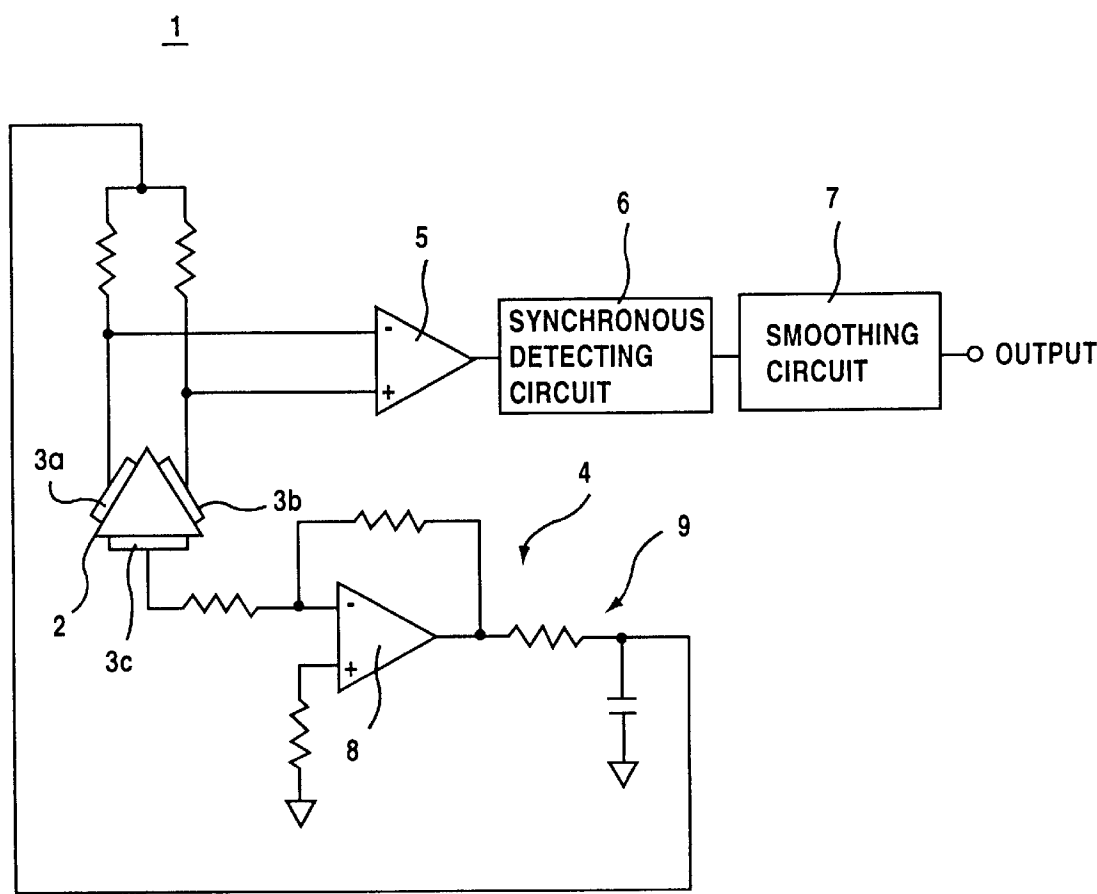 1
5
6
7
-
+
SYNCHRONOUS
DETECTING
CIRCUIT
SMOOTHING
CIRCUIT
OUTPUT
3a
3b
2
3c
4
9
-
+
8